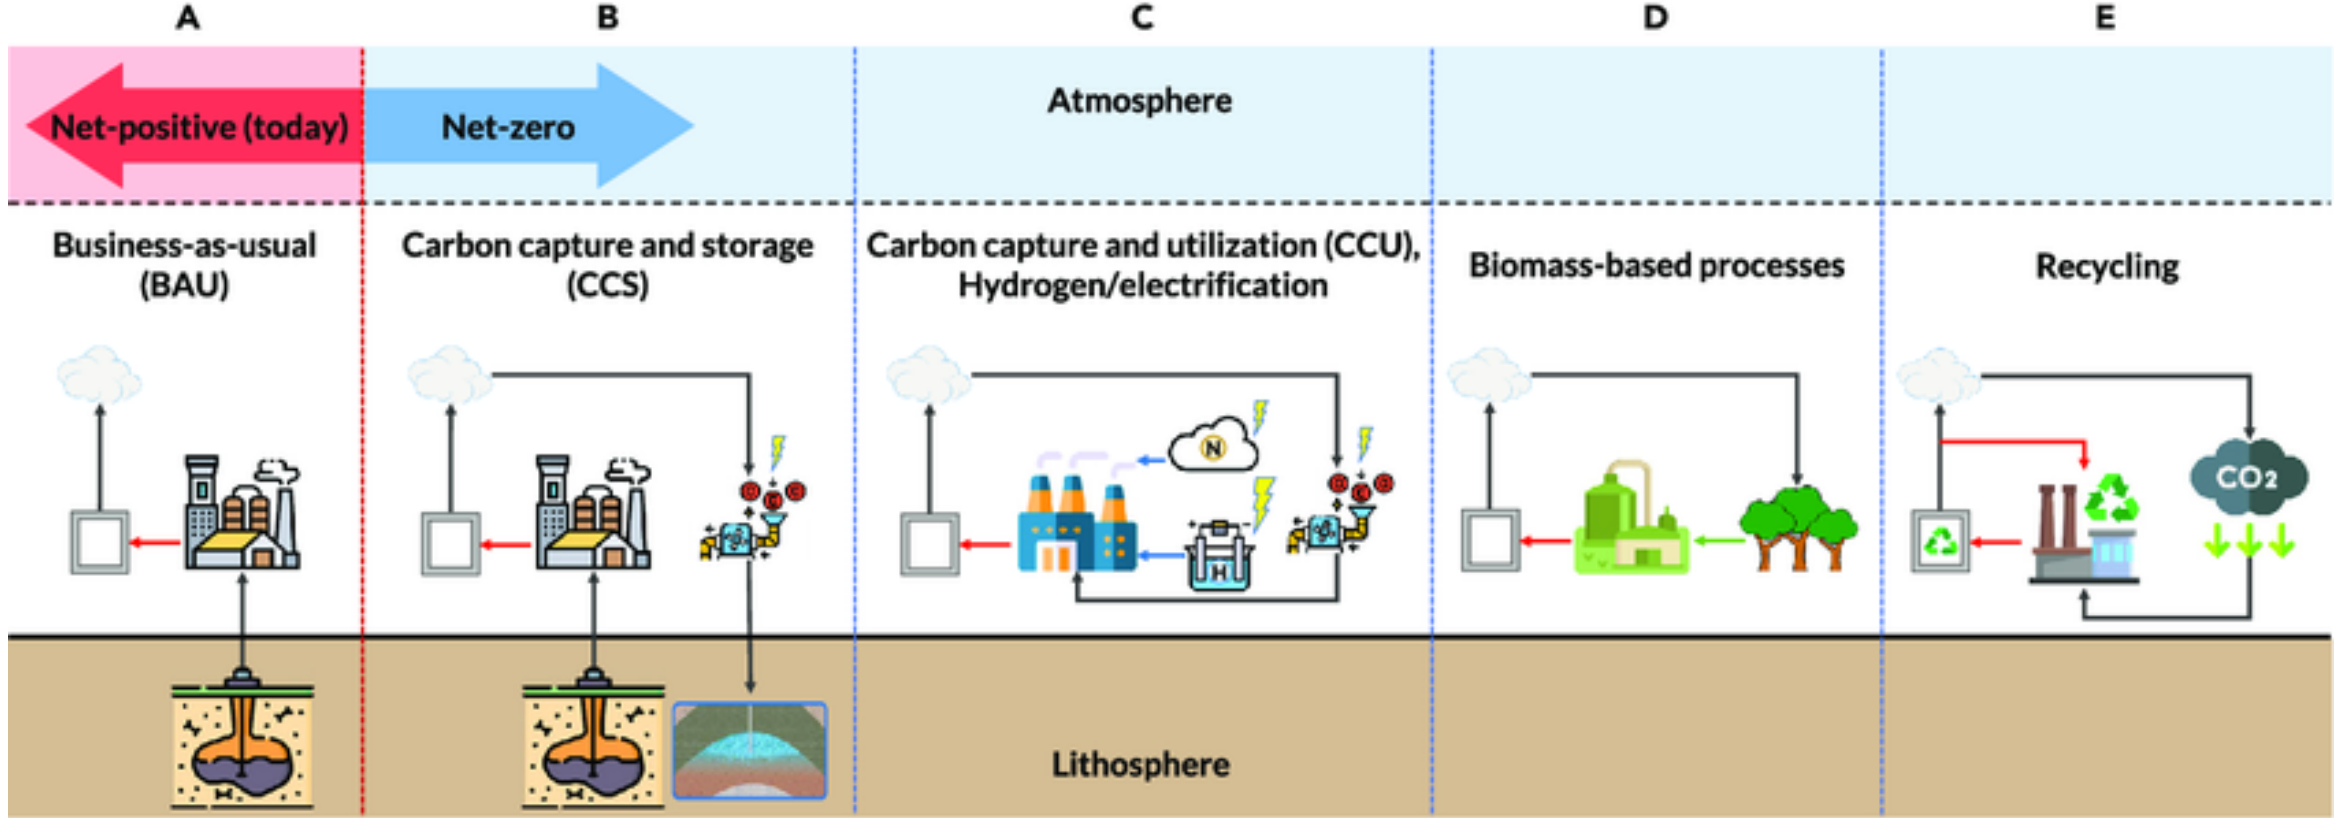 A
B
C
D
E
Net-positive (today)
Net-zero
Atmosphere
Business-as-usual
(BAU)
Carbon capture and storage
(CCS)
Carbon capture and utilization (CCU),
Hydrogen/electrification
Biomass-based processes
Recycling
N
H
CO2
Lithosphere